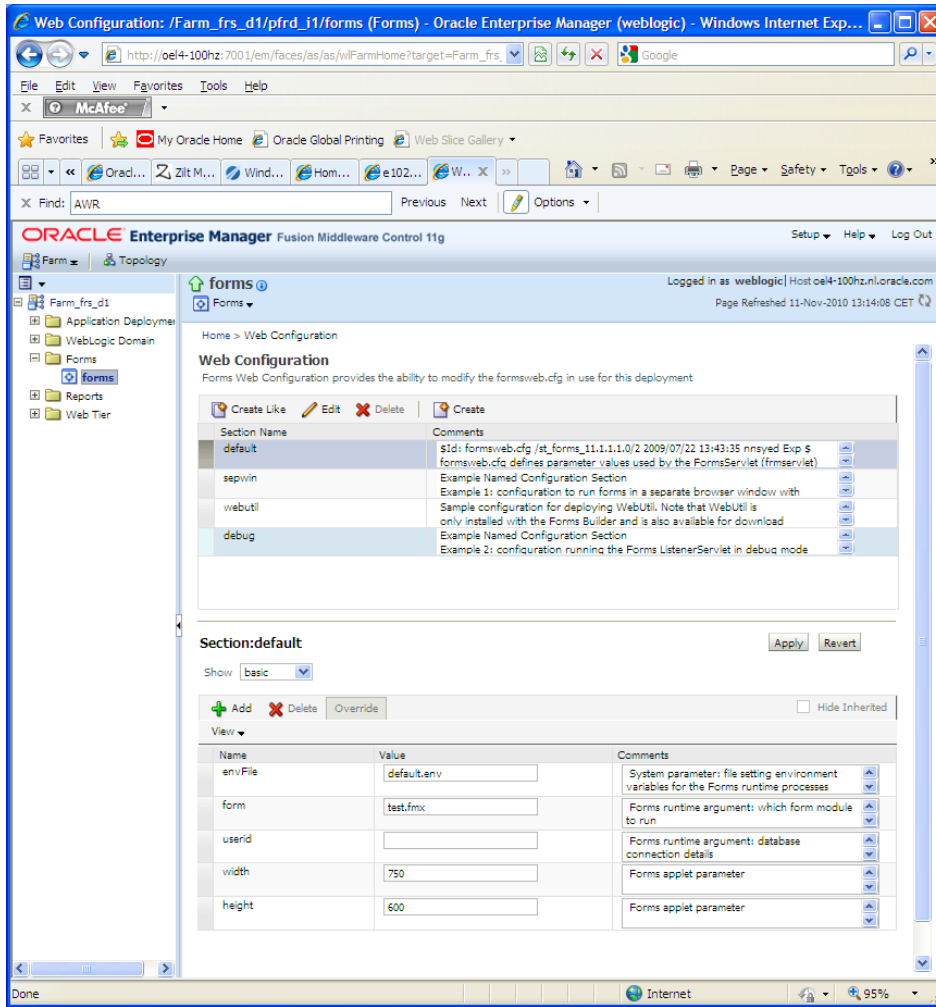 Web Configuration: /Farm_frs_d1/pfrd_i1/forms (Forms) - Oracle Enterprise Manager (weblogic) - Windows Internet Exp...
http://oel4-100hz:7001/em/faces/as/as/wlFarmHome?target=Farm_frs_
Google
File Edit View Favorites Tools Help
X McAfee
Favorites My Oracle Home Oracle Global Printing Web Slice Gallery
« Oracl... Zilt M... Wind... Hom... e102... W... X » Page Safety Tools »
X Find: AWR Previous Next Options
ORACLE Enterprise Manager Fusion Middleware Control 11g Setup Help Log Out
Farm Topology
forms
Logged in as weblogic | Host oel4-100hz.nl.oracle.com
Forms
Page Refreshed 11-Nov-2010 13:14:08 CET
Farm_frs_d1
Application Deploymen
WebLogic Domain
Forms
forms
Reports
Web Tier
Home > Web Configuration
Web Configuration
Forms Web Configuration provides the ability to modify the formsweb.cfg in use for this deployment
Create Like Edit Delete Create
Section Name Comments
default $Id: formsweb.cfg /st_forms_11.1.1.1.0/2 2009/07/22 13:43:35 nnsyed Exp $
formsweb.cfg defines parameter values used by the FormsServlet (frmservlet)
sepwin Example Named Configuration Section
Example 1: configuration to run forms in a separate browser window with
webutil Sample configuration for deploying WebUtil. Note that WebUtil is
only installed with the Forms Builder and is also available for download
debug Example Named Configuration Section
Example 2: configuration running the Forms ListenerServlet in debug mode
Section:default Apply Revert
Show basic
Add Delete Override Hide Inherited
View
Name Value Comments
envFile default.env System parameter: file setting environment
variables for the Forms runtime processes
form test.fmx Forms runtime argument: which form module
to run
userid Forms runtime argument: database
connection details
width 750 Forms applet parameter
height 600 Forms applet parameter
Done Internet 95%